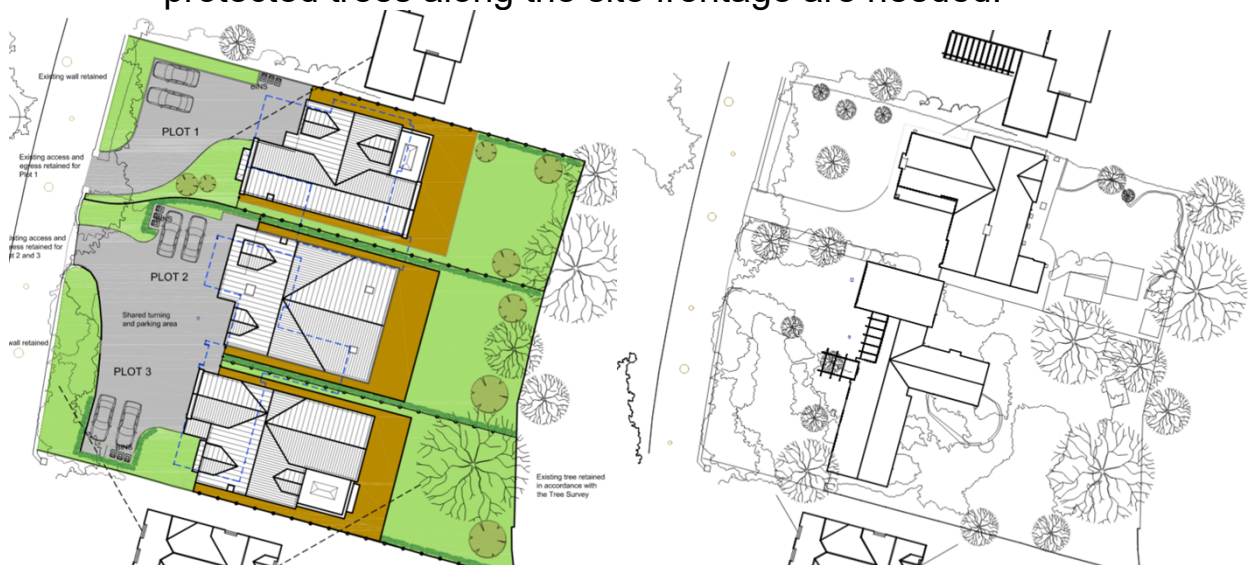 protected trees along the site frontage are needed.
Existing wall retained
BINS
PLOT 1
Existing access and
egress retained for
Plot 1
BINS
existing access and
egress retained for
2 and 3
PLOT 2
Shared turning
and parking area
wall retained
PLOT 3
BINS
Existing tree retained
in accordance with
the Tree Survey